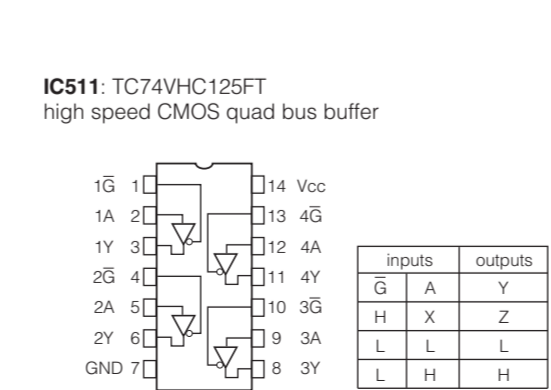 IC511: TC74VHC125FT
high speed CMOS quad bus buffer
1G̅ 1 14 Vcc
1A 2 13 4G̅
1Y 3 12 4A
2G̅ 4 11 4Y
2A 5 10 3G̅
2Y 6 9 3A
GND 7 8 3Y
inputs outputs
G̅ A Y
H X Z
L L L
L H H